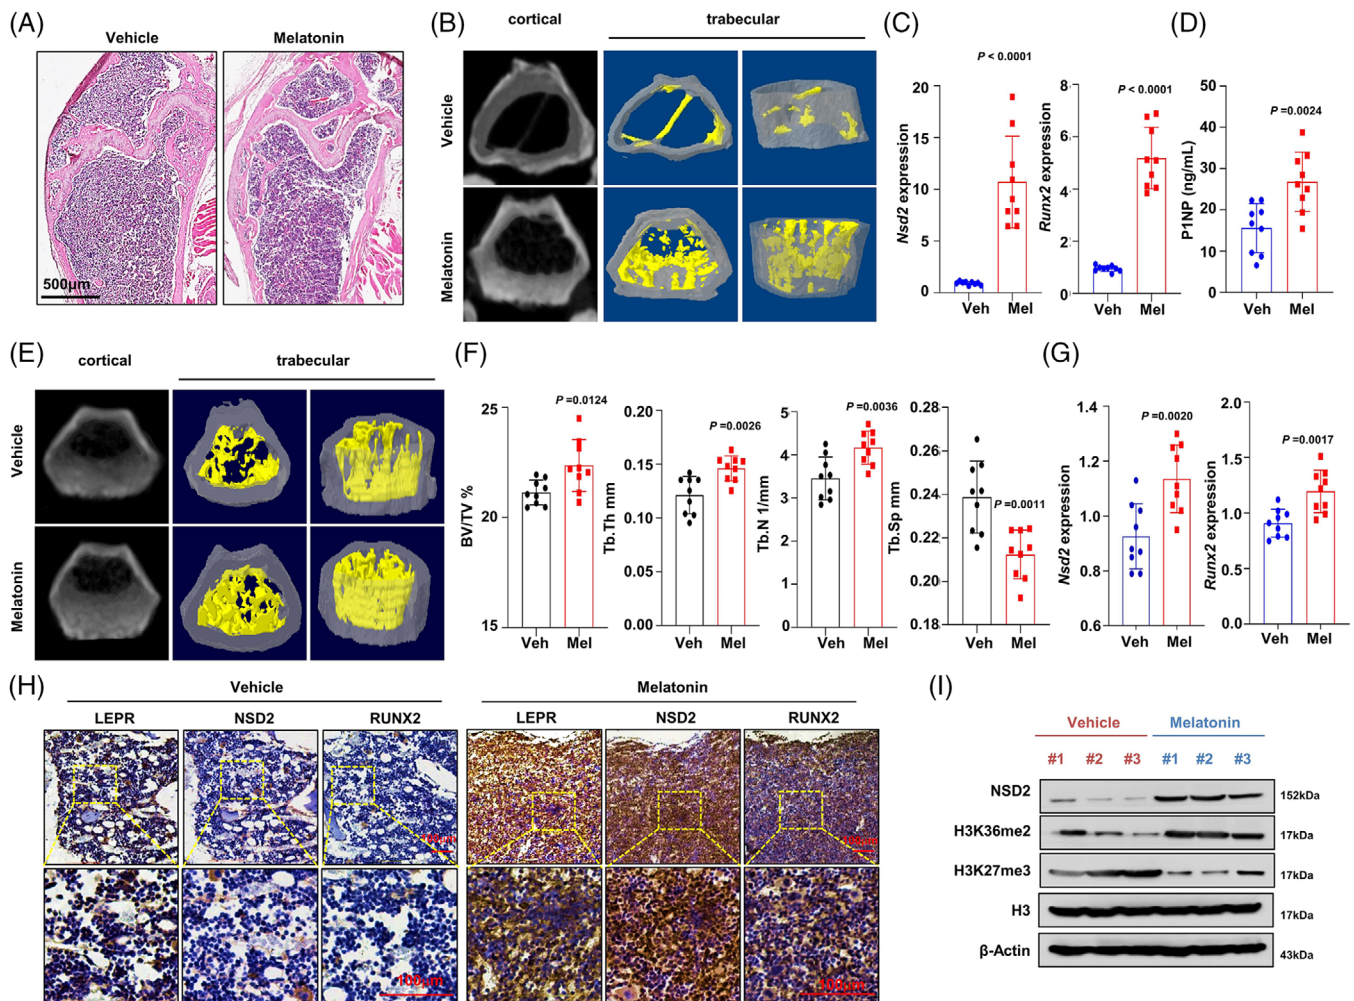 (A)
Vehicle
Melatonin
500μm
(B)
cortical
trabecular
Vehicle
Melatonin
(C)
P < 0.0001
20
15
10
5
0
Nsd2 expression
Veh
Mel
P < 0.0001
8
6
4
2
0
Runx2 expression
Veh
Mel
(D)
P =0.0024
50
40
30
20
10
0
P1NP (ng/mL)
Veh
Mel
(E)
cortical
trabecular
Vehicle
Melatonin
(F)
P =0.0124
25
20
15
BV/TV %
Veh
Mel
P =0.0026
0.20
0.15
0.10
0.05
0.00
Tb.Th mm
Veh
Mel
P =0.0036
5
4
3
2
1
0
Tb.N 1/mm
Veh
Mel
P =0.0011
0.28
0.26
0.24
0.22
0.20
0.18
Tb.Sp mm
Veh
Mel
(G)
P =0.0020
1.4
1.2
1.0
0.8
0.6
Nsd2 expression
Veh
Mel
P =0.0017
2.0
1.5
1.0
0.5
0.0
Runx2 expression
Veh
Mel
(H)
Vehicle
Melatonin
LEPR
NSD2
RUNX2
LEPR
NSD2
RUNX2
100μm
100μm
(I)
Vehicle
Melatonin
#1
#2
#3
#1
#2
#3
NSD2
152kDa
H3K36me2
17kDa
H3K27me3
17kDa
H3
17kDa
β-Actin
43kDa